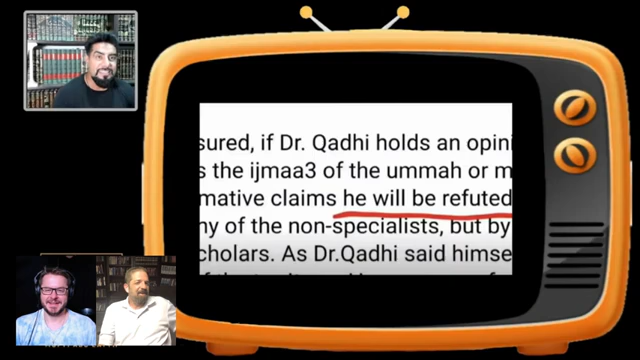 sured, if Dr. Qadhi holds an opini
s the ijmaa3 of the ummah or m
mative claims he will be refuted
ny of the non-specialists, but by
cholars. As Dr.Qadhi said himse